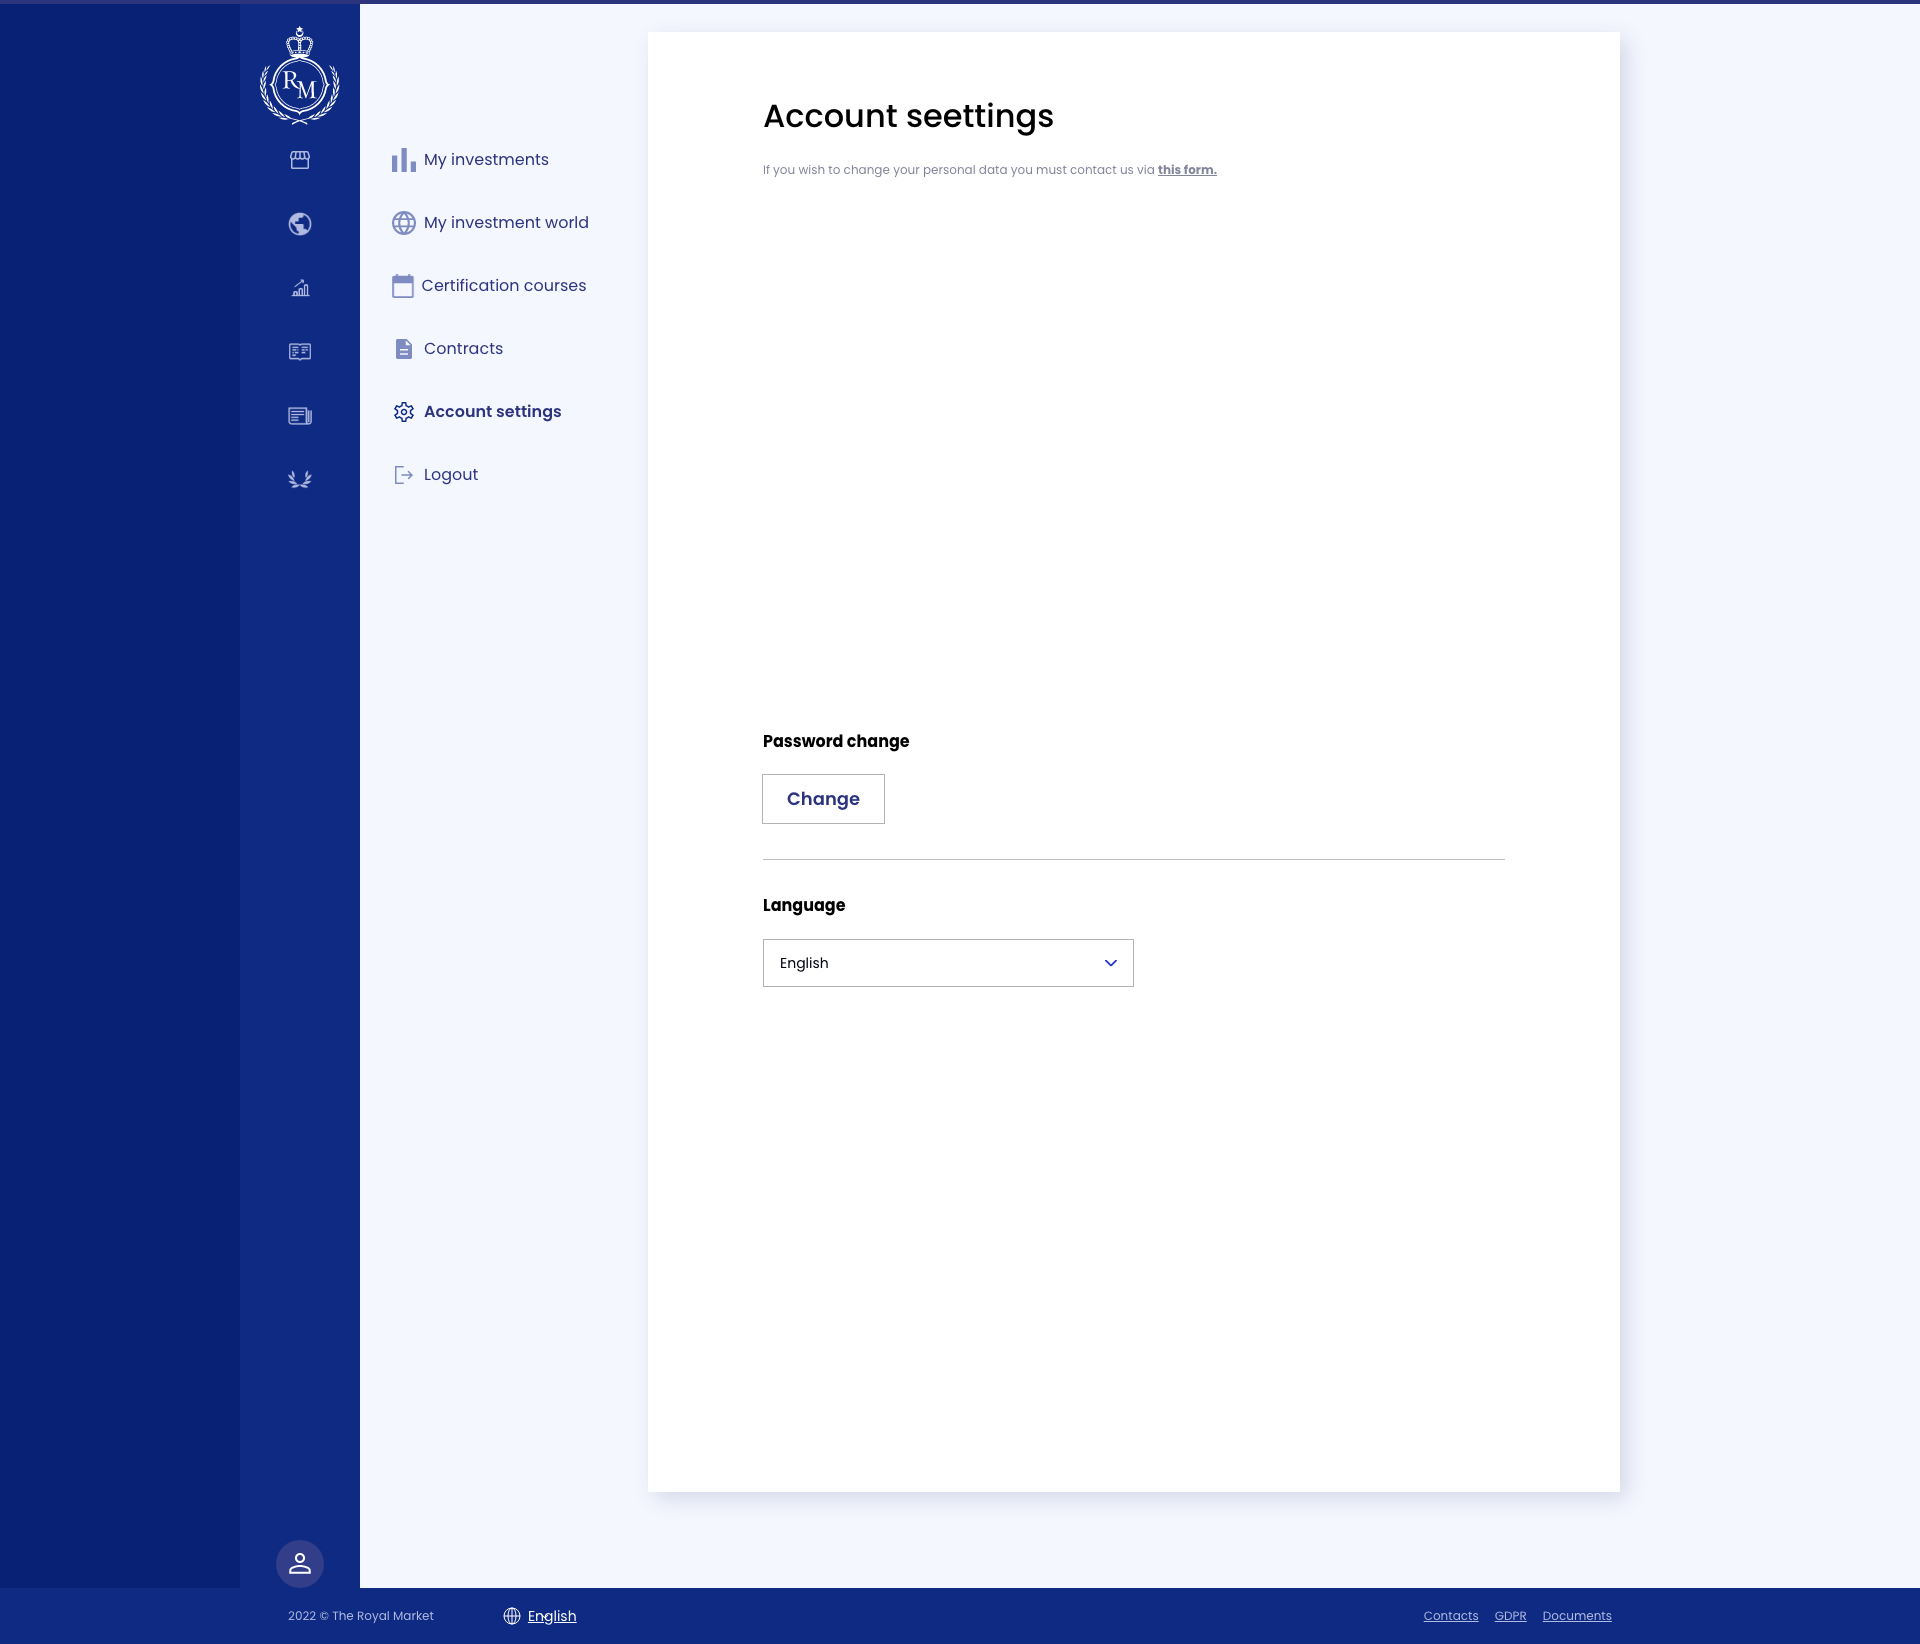 RM
My investments
My investment world
Certification courses
Contracts
Account settings
Logout
Account seettings
If you wish to change your personal data you must contact us via this form.
Password change
Change
Language
English
2022 © The Royal Market
English
Contacts GDPR Documents